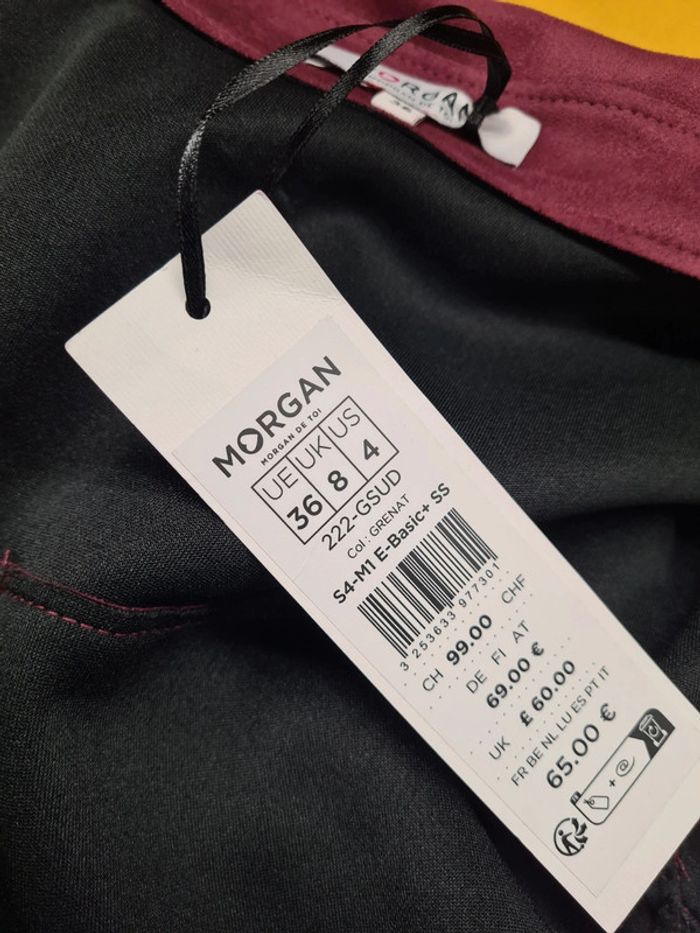 MORGAN
MORGAN DE TOI
UE UK US
36 8 4
222-GSUD
Col : GRENAT
S4-M1 E-Basic+ SS
3 253633 977301
CH 99.00 CHF
DE FI AT
69.00 €
UK £60.00
FR BE NL LU ES PT IT
65.00 €
FR
+ @